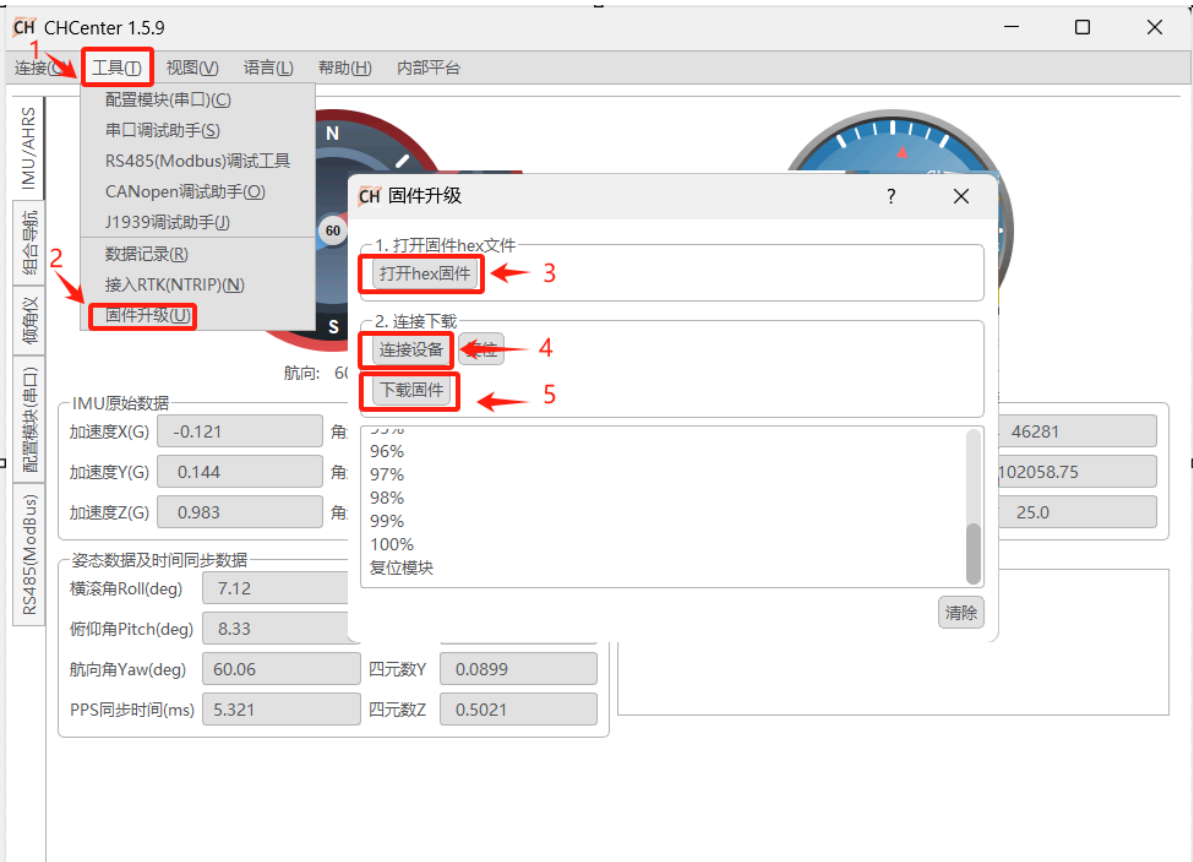 CH CHCenter 1.5.9
1
连接( 工具(T) 视图(V) 语言(L) 帮助(H) 内部平台
配置模块(串口)(C)
串口调试助手(S)
RS485(Modbus)调试工具
CANopen调试助手(O)
J1939调试助手(J)
数据记录(R)
接入RTK(NTRIP)(N)
固件升级(U)
2
IMU/AHRS
组合导航
倾角仪
配置模块(串口)
RS485(ModBus)
N
60
S
航向: 60
CH 固件升级
?
1. 打开固件hex文件
打开hex固件
3
2. 连接下载
连接设备 复位
4
下载固件
5
95%
96%
97%
98%
99%
100%
复位模块
清除
IMU原始数据
加速度X(G) -0.121 角 46281
加速度Y(G) 0.144 角 102058.75
加速度Z(G) 0.983 角 25.0
姿态数据及时间同步数据
横滚角Roll(deg) 7.12
俯仰角Pitch(deg) 8.33
航向角Yaw(deg) 60.06 四元数Y 0.0899
PPS同步时间(ms) 5.321 四元数Z 0.5021